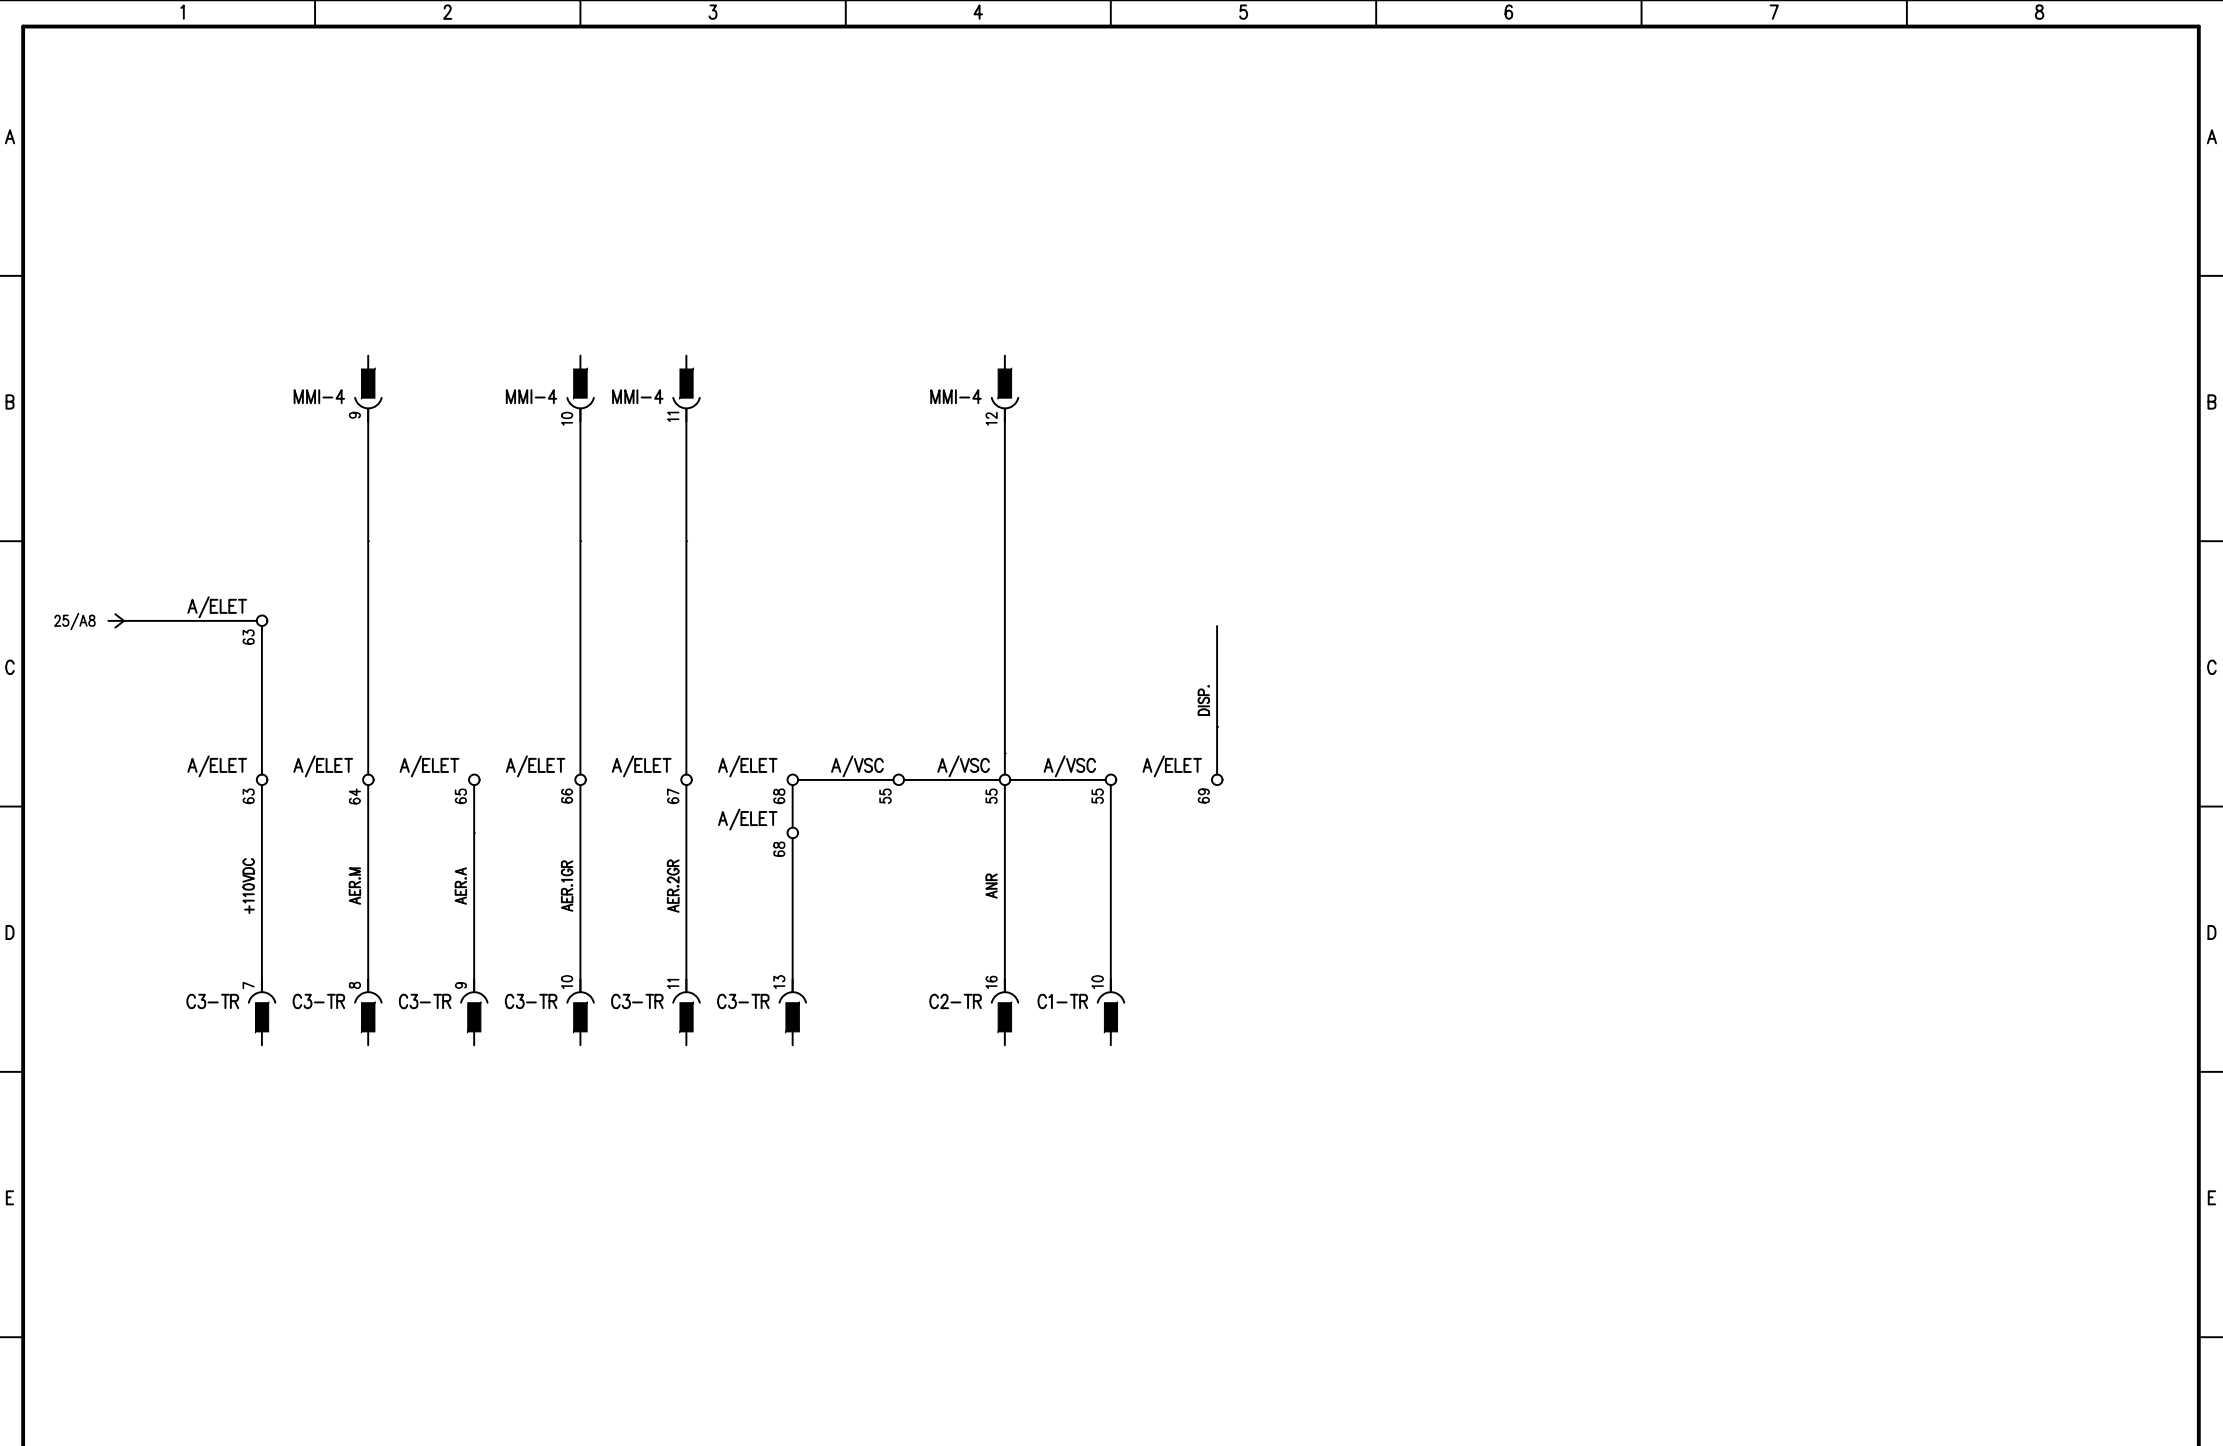 1 2 3 4 5 6 7 8
A A
MMI-4 MMI-4 MMI-4 MMI-4
B B
9 10 11 12
A/ELET
25/A8
63
C C
DISP.
A/ELET A/ELET A/ELET A/ELET A/ELET A/ELET A/VSC A/VSC A/VSC A/ELET
63 64 65 66 67 68 55 55 55 69
A/ELET
68
+110VDC AER.M AER.A AER.1GR AER.2GR ANR
D D
7 8 9 10 11 13 16 10
C3-TR C3-TR C3-TR C3-TR C3-TR C3-TR C2-TR C1-TR
E E